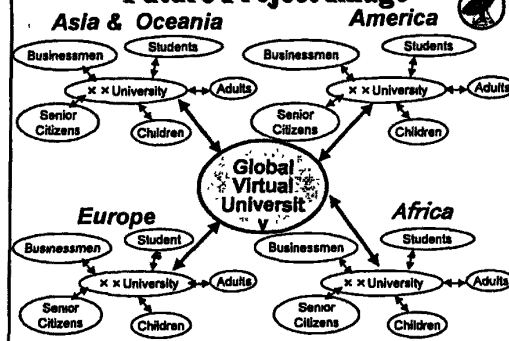 Future Project Image
Asia & Oceania
Businessmen
Students
××University
Adults
Senior
Citizens
Children
America
Businessmen
Students
××University
Adults
Senior
Citizens
Children
Global
Virtual
Universit
y
Europe
Businessmen
Student
××University
Adults
Senior
Citizens
Children
Africa
Businessmen
Students
××University
Adults
Senior
Citizens
Children